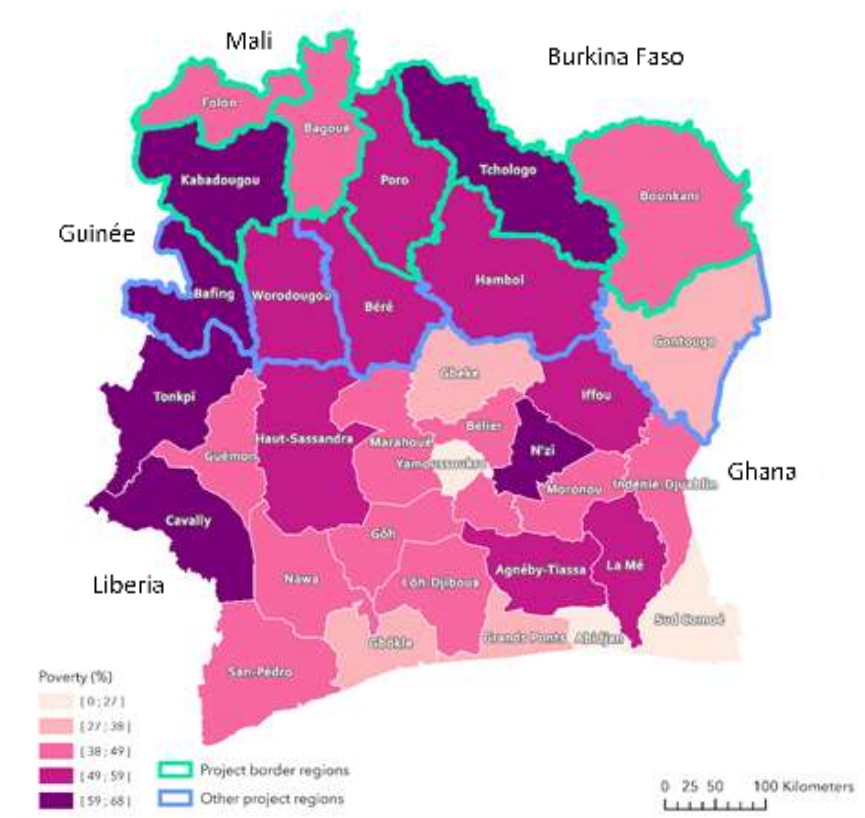 Mali
Burkina Faso
Folon
Bagoué
Kabadougou
Poro
Tchologo
Bounkani
Guinée
Bafing
Worodougou
Béré
Hambol
Gontougo
Gbeke
Tonkpi
Iffou
Bélier
Haut-Sassandra
Marahoué
N'zi
Guémon
Yamoussoukro
Ghana
Moronou
Indénié-Djuablin
Cavally
Gôh
Liberia
Nawa
Lôh-Djiboua
Agnéby-Tiassa
La Mé
Sud Comoé
Gbôkle
Grands Ponts
Abidjan
San-Pédro
Poverty (%)
[ 0 ; 27 ]
[ 27 ; 38 ]
[ 38 ; 49 ]
[ 49 ; 59 ]
[ 59 ; 68 ]
Project border regions
Other project regions
0 25 50 100 Kilometers